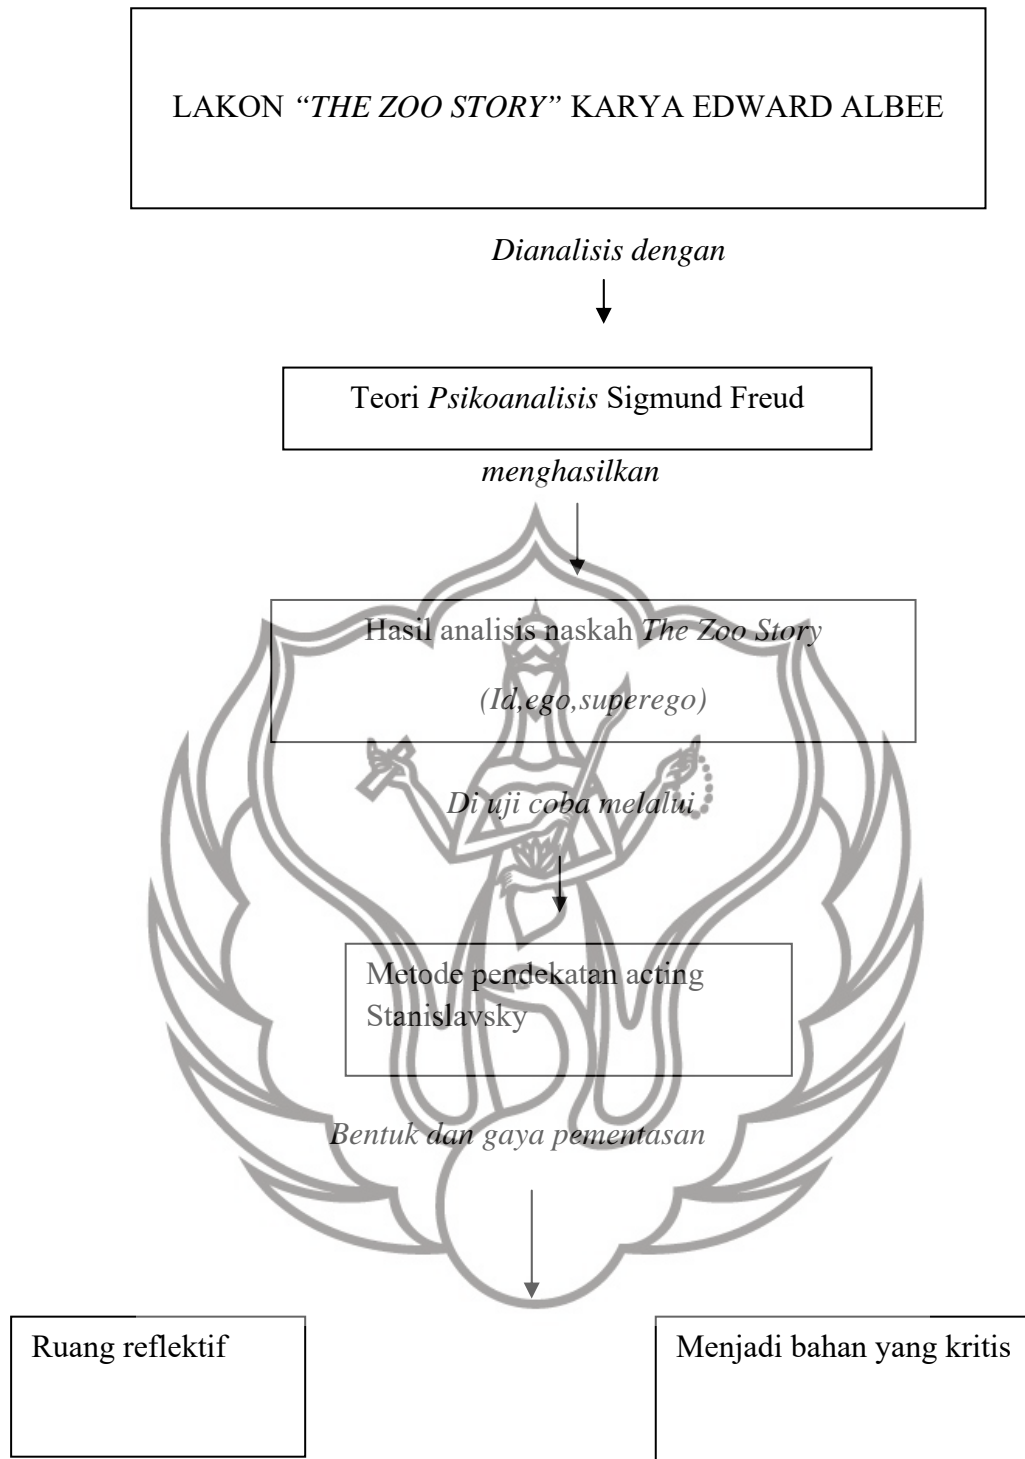 LAKON “THE ZOO STORY” KARYA EDWARD ALBEE
Dianalisis dengan
Teori Psikoanalisis Sigmund Freud
menghasilkan
Hasil analisis naskah The Zoo Story
(Id,ego,superego)
Di uji coba melalui
Metode pendekatan acting
Stanislavsky
Bentuk dan gaya pementasan
Ruang reflektif
Menjadi bahan yang kritis